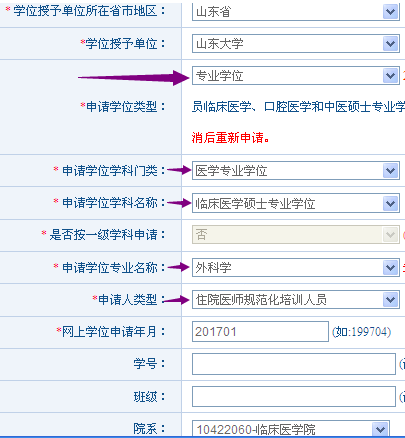 * 学位授予单位所在省市地区： 山东省
*学位授予单位： 山东大学
专业学位
*申请学位类型： 员临床医学、口腔医学和中医硕士专业学
消后重新申请。
* 申请学位学科门类： 医学专业学位
* 申请学位学科名称： 临床医学硕士专业学位
* 是否按一级学科申请： 否
* 申请学位专业名称： 外科学
*申请人类型： 住院医师规范化培训人员
*网上学位申请年月： 201701 (如:199704)
学号：
班级：
院系： 10422060-临床医学院